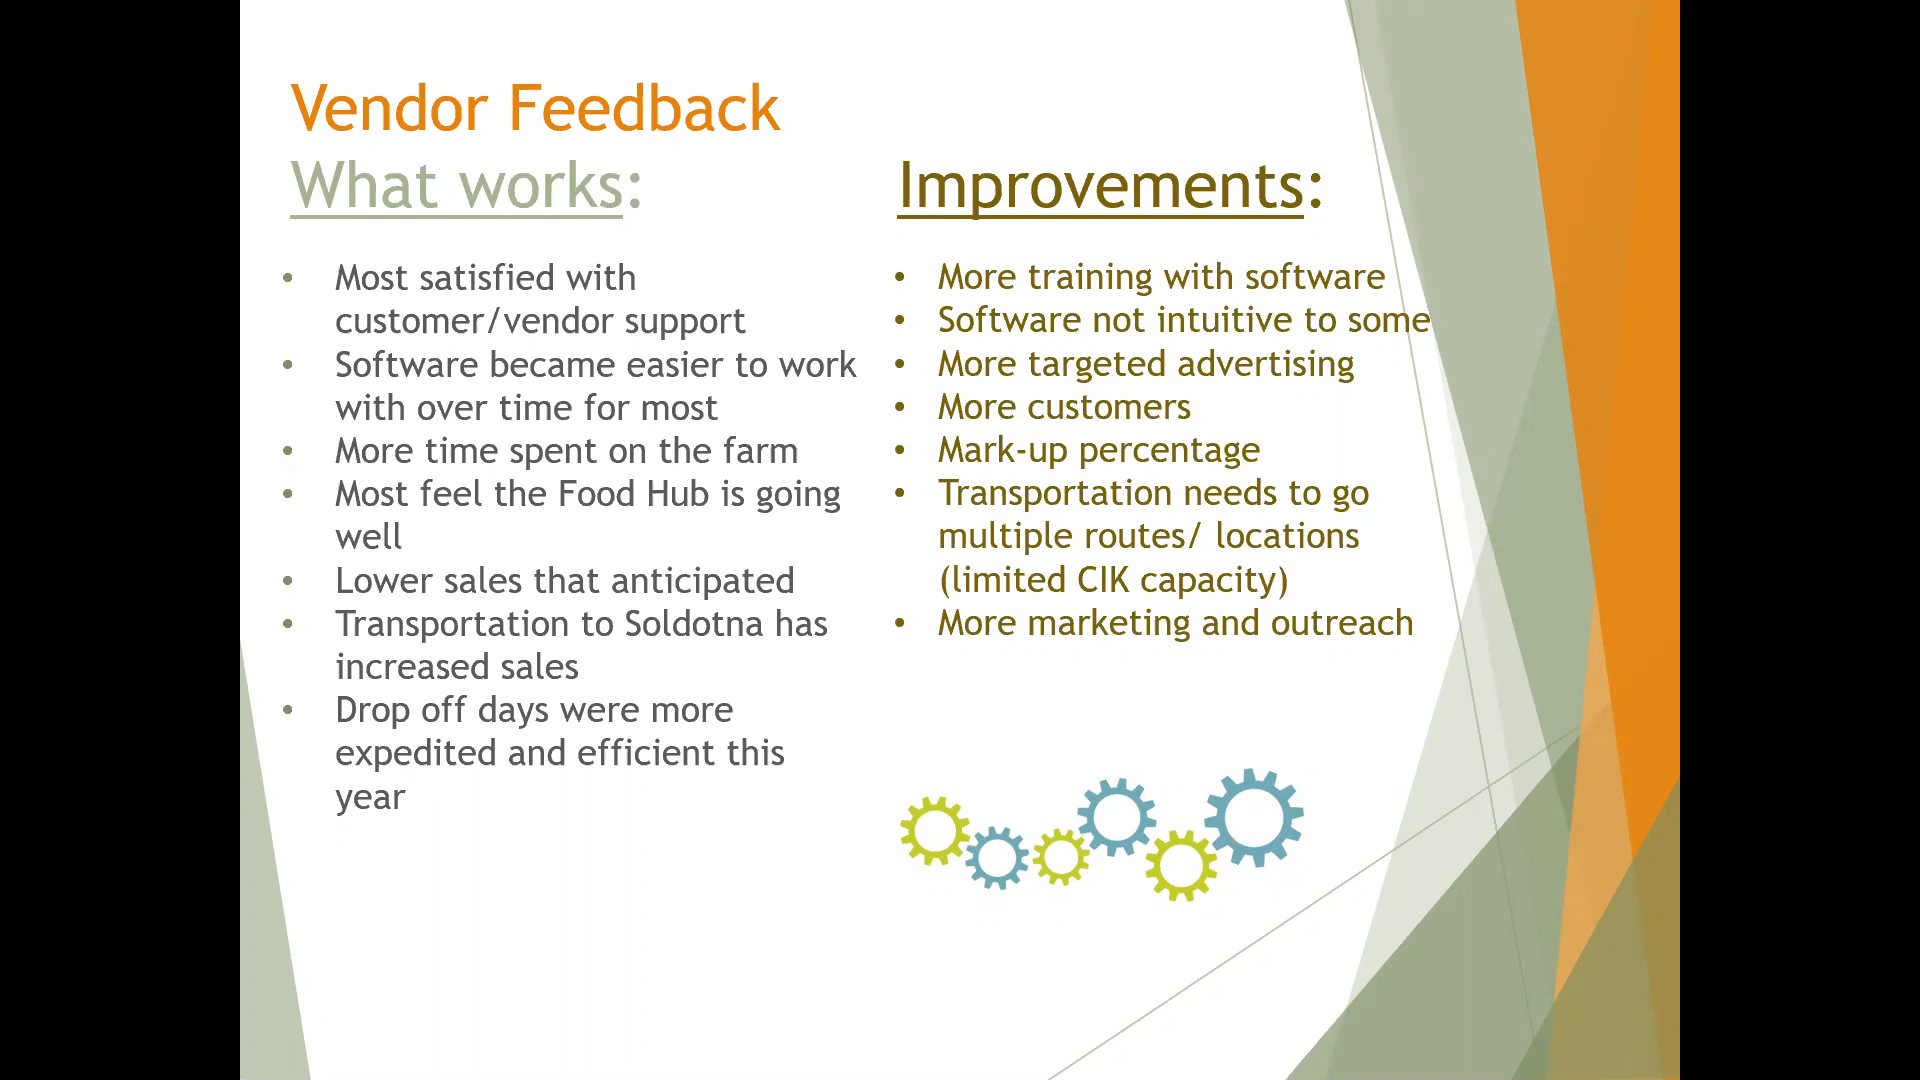 Vendor Feedback
What works:
• Most satisfied with
customer/vendor support
• Software became easier to work
with over time for most
• More time spent on the farm
• Most feel the Food Hub is going
well
• Lower sales that anticipated
• Transportation to Soldotna has
increased sales
• Drop off days were more
expedited and efficient this
year
Improvements:
• More training with software
• Software not intuitive to some
• More targeted advertising
• More customers
• Mark-up percentage
• Transportation needs to go
multiple routes/ locations
(limited CIK capacity)
• More marketing and outreach